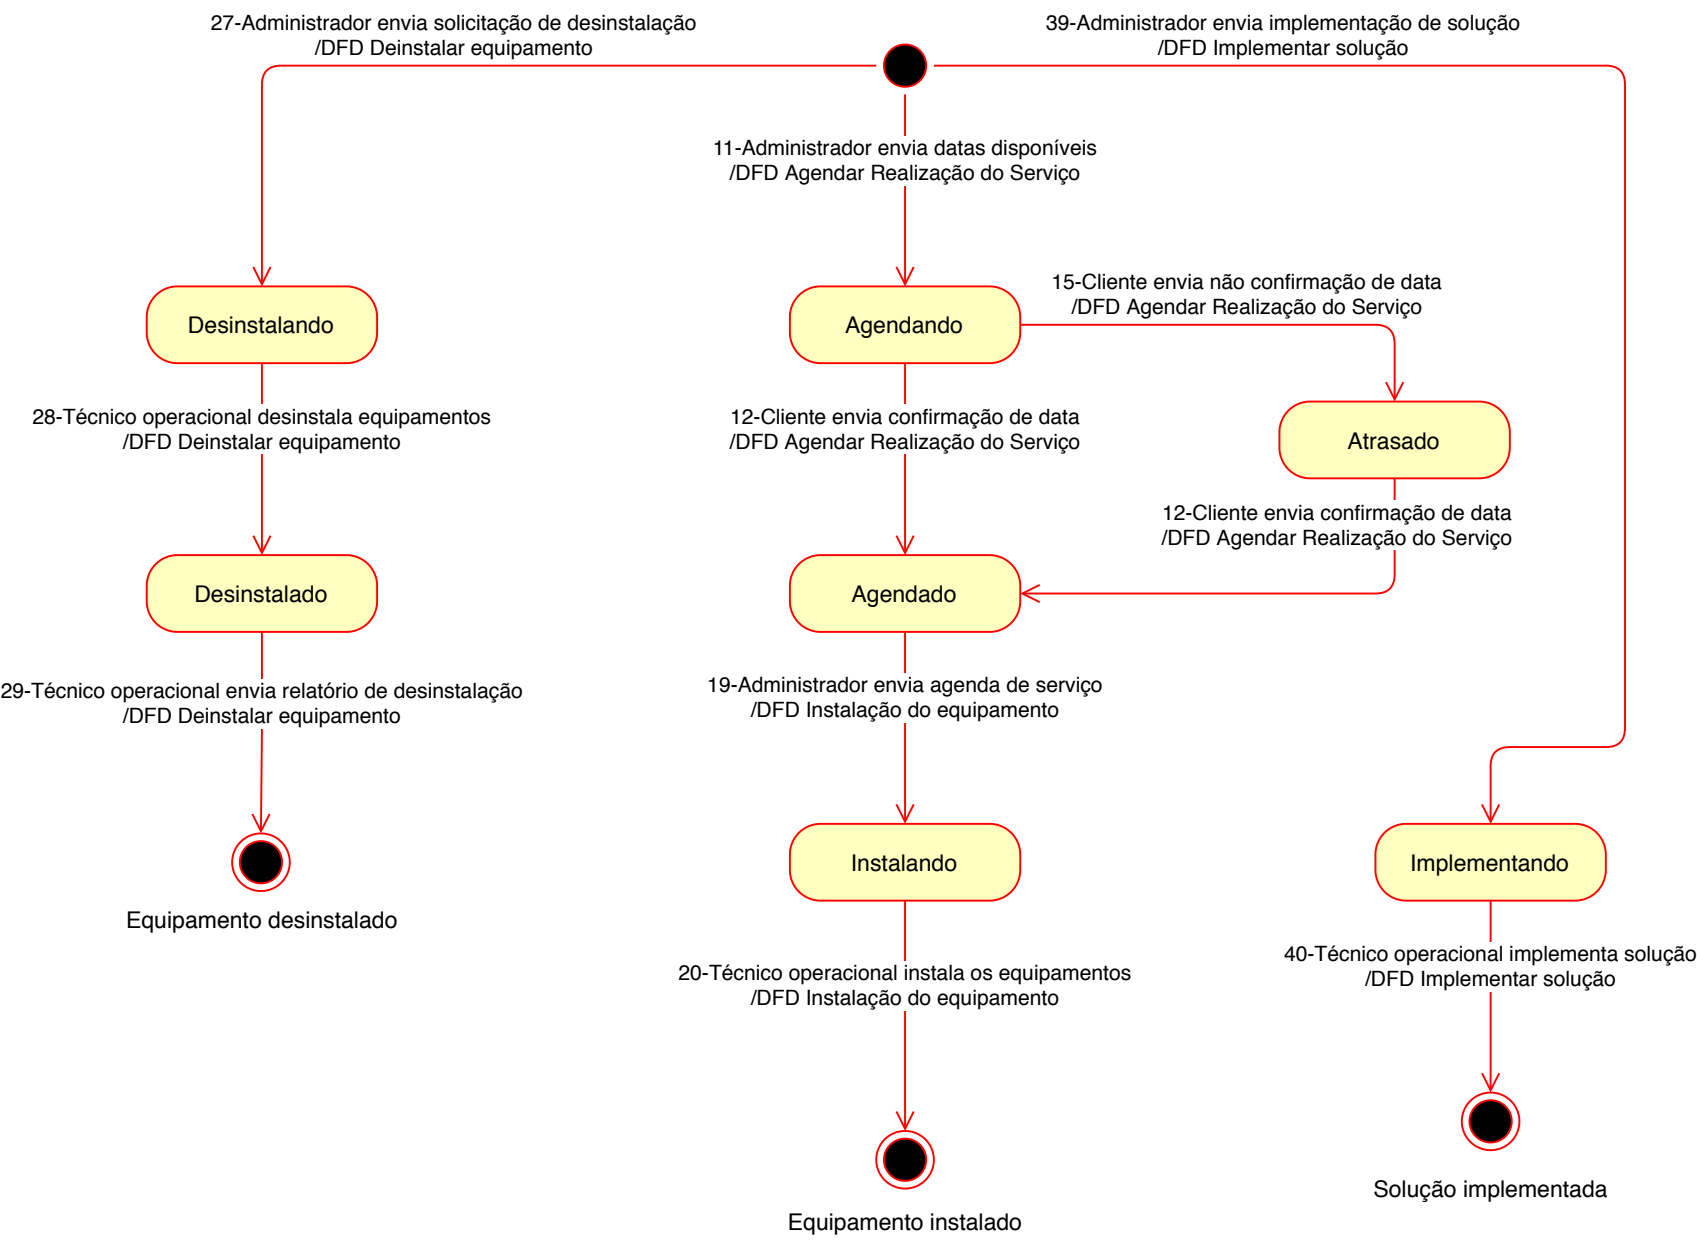 27-Administrador envia solicitação de desinstalação
/DFD Deinstalar equipamento
39-Administrador envia implementação de solução
/DFD Implementar solução
11-Administrador envia datas disponíveis
/DFD Agendar Realização do Serviço
15-Cliente envia não confirmação de data
/DFD Agendar Realização do Serviço
Desinstalando
Agendando
28-Técnico operacional desinstala equipamentos
/DFD Deinstalar equipamento
12-Cliente envia confirmação de data
/DFD Agendar Realização do Serviço
Atrasado
12-Cliente envia confirmação de data
/DFD Agendar Realização do Serviço
Desinstalado
Agendado
29-Técnico operacional envia relatório de desinstalação
/DFD Deinstalar equipamento
19-Administrador envia agenda de serviço
/DFD Instalação do equipamento
Instalando
Implementando
Equipamento desinstalado
20-Técnico operacional instala os equipamentos
/DFD Instalação do equipamento
40-Técnico operacional implementa solução
/DFD Implementar solução
Solução implementada
Equipamento instalado